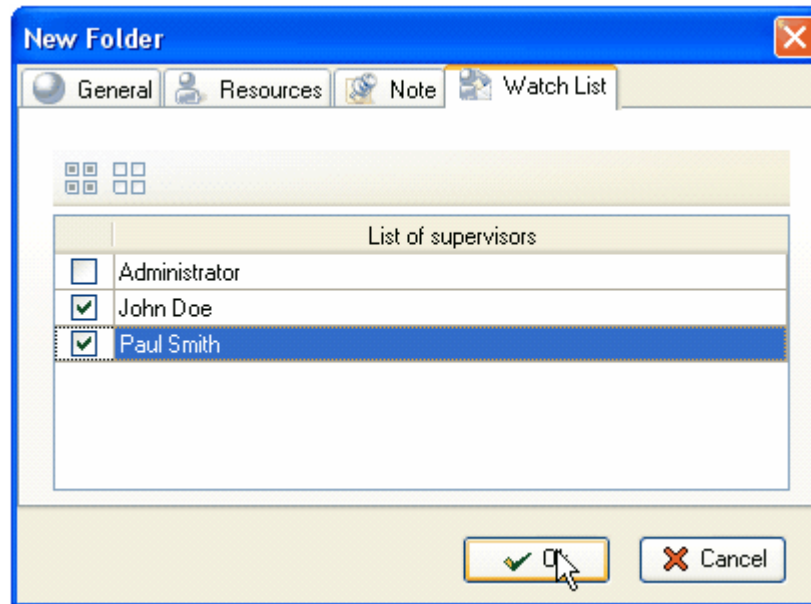 New Folder
General Resources Note Watch List
List of supervisors
Administrator
John Doe
Paul Smith
Cancel